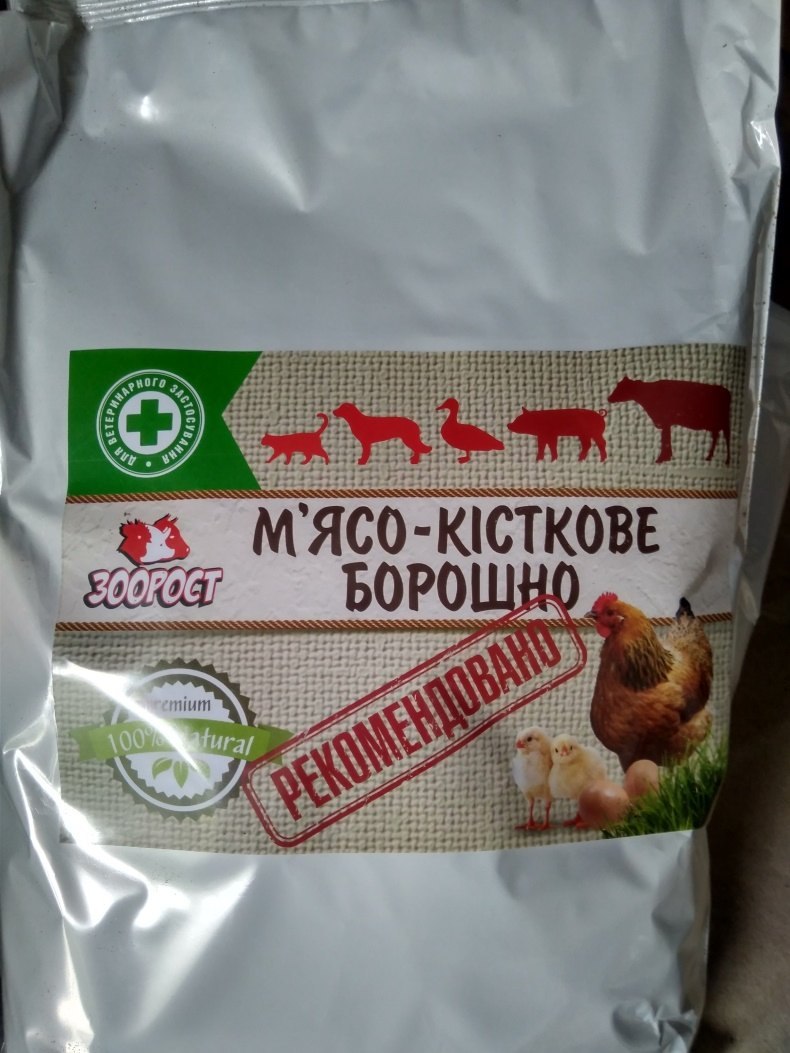 ДЛЯ ВЕТЕРИНАРНОГО ЗАСТОСУВАННЯ
М'ЯСО-КІСТКОВЕ
БОРОШНО
ЗООРОСТ
РЕКОМЕНДОВАНО
Premium
100% Natural